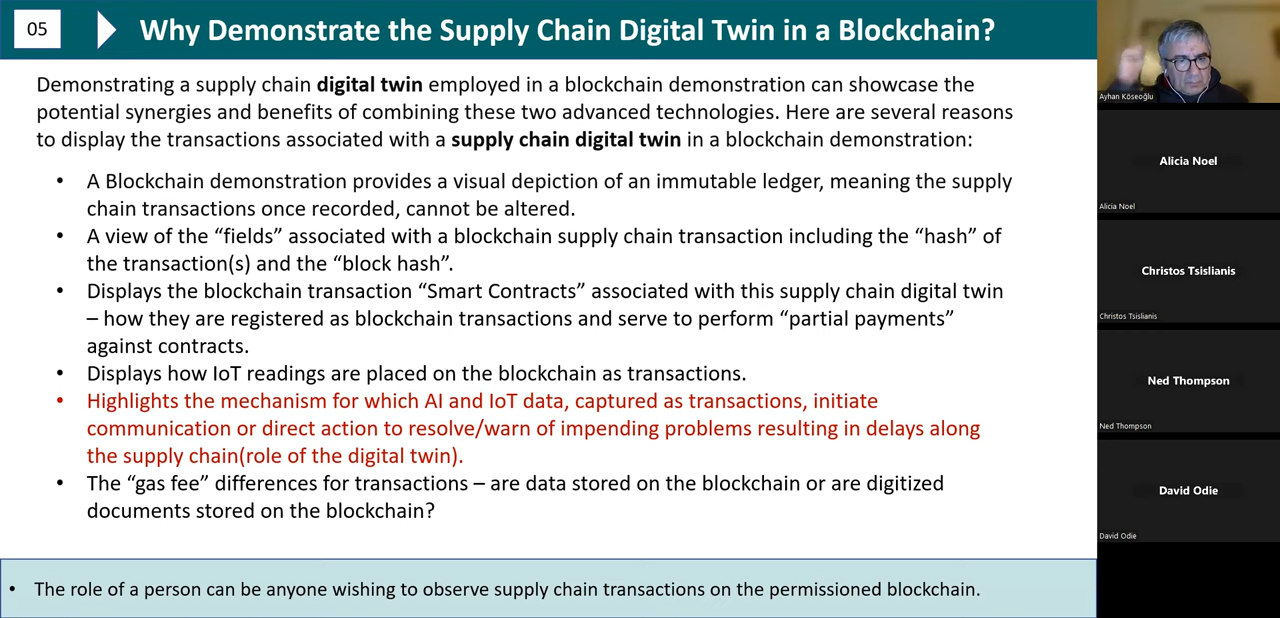 05
Why Demonstrate the Supply Chain Digital Twin in a Blockchain?
Demonstrating a supply chain digital twin employed in a blockchain demonstration can showcase the
potential synergies and benefits of combining these two advanced technologies. Here are several reasons
to display the transactions associated with a supply chain digital twin in a blockchain demonstration:
• A Blockchain demonstration provides a visual depiction of an immutable ledger, meaning the supply
chain transactions once recorded, cannot be altered.
• A view of the “fields” associated with a blockchain supply chain transaction including the “hash” of
the transaction(s) and the “block hash”.
• Displays the blockchain transaction “Smart Contracts” associated with this supply chain digital twin
– how they are registered as blockchain transactions and serve to perform “partial payments”
against contracts.
• Displays how IoT readings are placed on the blockchain as transactions.
• Highlights the mechanism for which AI and IoT data, captured as transactions, initiate
communication or direct action to resolve/warn of impending problems resulting in delays along
the supply chain(role of the digital twin).
• The “gas fee” differences for transactions – are data stored on the blockchain or are digitized
documents stored on the blockchain?
• The role of a person can be anyone wishing to observe supply chain transactions on the permissioned blockchain.
Ayhan Köseoğlu
Alicia Noel
Alicia Noel
Christos Tsislianis
Christos Tsislianis
Ned Thompson
Ned Thompson
David Odie
David Odie